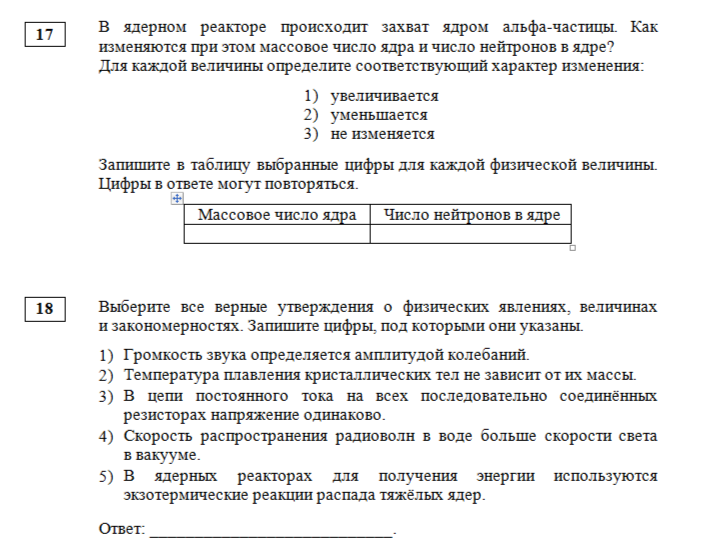 17
В ядерном реакторе происходит захват ядром альфа-частицы. Как
изменяются при этом массовое число ядра и число нейтронов в ядре?
Для каждой величины определите соответствующий характер изменения:
1) увеличивается
2) уменьшается
3) не изменяется
Запишите в таблицу выбранные цифры для каждой физической величины.
Цифры в ответе могут повторяться.
Массовое число ядра Число нейтронов в ядре
18
Выберите все верные утверждения о физических явлениях, величинах
и закономерностях. Запишите цифры, под которыми они указаны.
1) Громкость звука определяется амплитудой колебаний.
2) Температура плавления кристаллических тел не зависит от их массы.
3) В цепи постоянного тока на всех последовательно соединённых
резисторах напряжение одинаково.
4) Скорость распространения радиоволн в воде больше скорости света
в вакууме.
5) В ядерных реакторах для получения энергии используются
экзотермические реакции распада тяжёлых ядер.
Ответ: ___________________________.